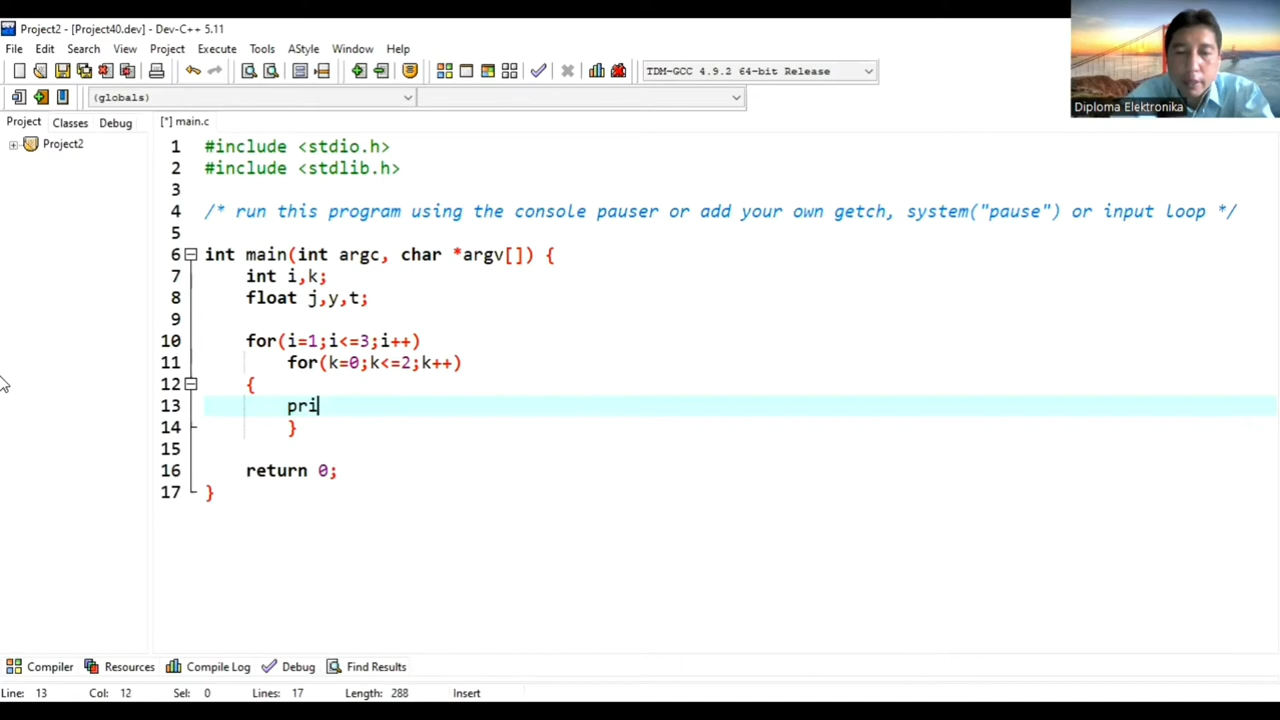 Project2 - [Project40.dev] - Dev-C++ 5.11
File Edit Search View Project Execute Tools AStyle Window Help
TDM-GCC 4.9.2 64-bit Release
(globals)
Diploma Elektronika
Project Classes Debug
[*] main.c
Project2
1 #include <stdio.h>
2 #include <stdlib.h>
3
4 /* run this program using the console pauser or add your own getch, system("pause") or input loop */
5
6 int main(int argc, char *argv[]) {
7 int i,k;
8 float j,y,t;
9
10 for(i=1;i<=3;i++)
11 for(k=0;k<=2;k++)
12 {
13 pri
14 }
15
16 return 0;
17 }
Compiler Resources Compile Log Debug Find Results
Line: 13 Col: 12 Sel: 0 Lines: 17 Length: 288 Insert